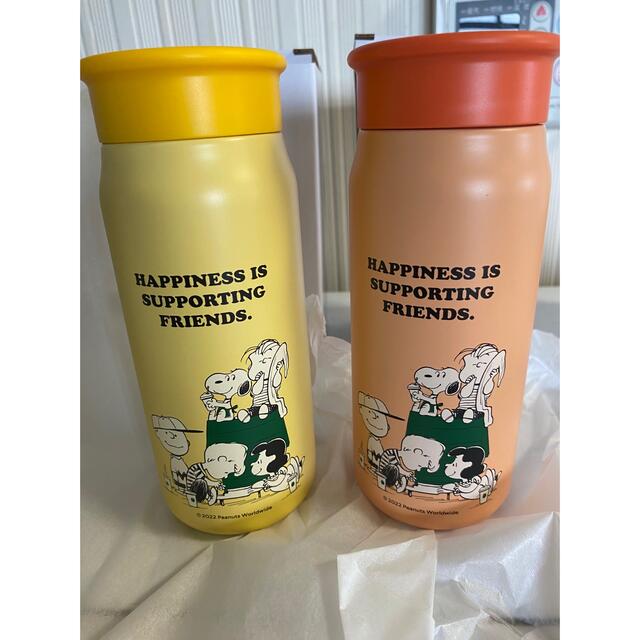 HAPPINESS IS
SUPPORTING
FRIENDS.
© 2022 Peanuts Worldwide
HAPPINESS IS
SUPPORTING
FRIENDS.
© 2022 Peanuts Worldwide